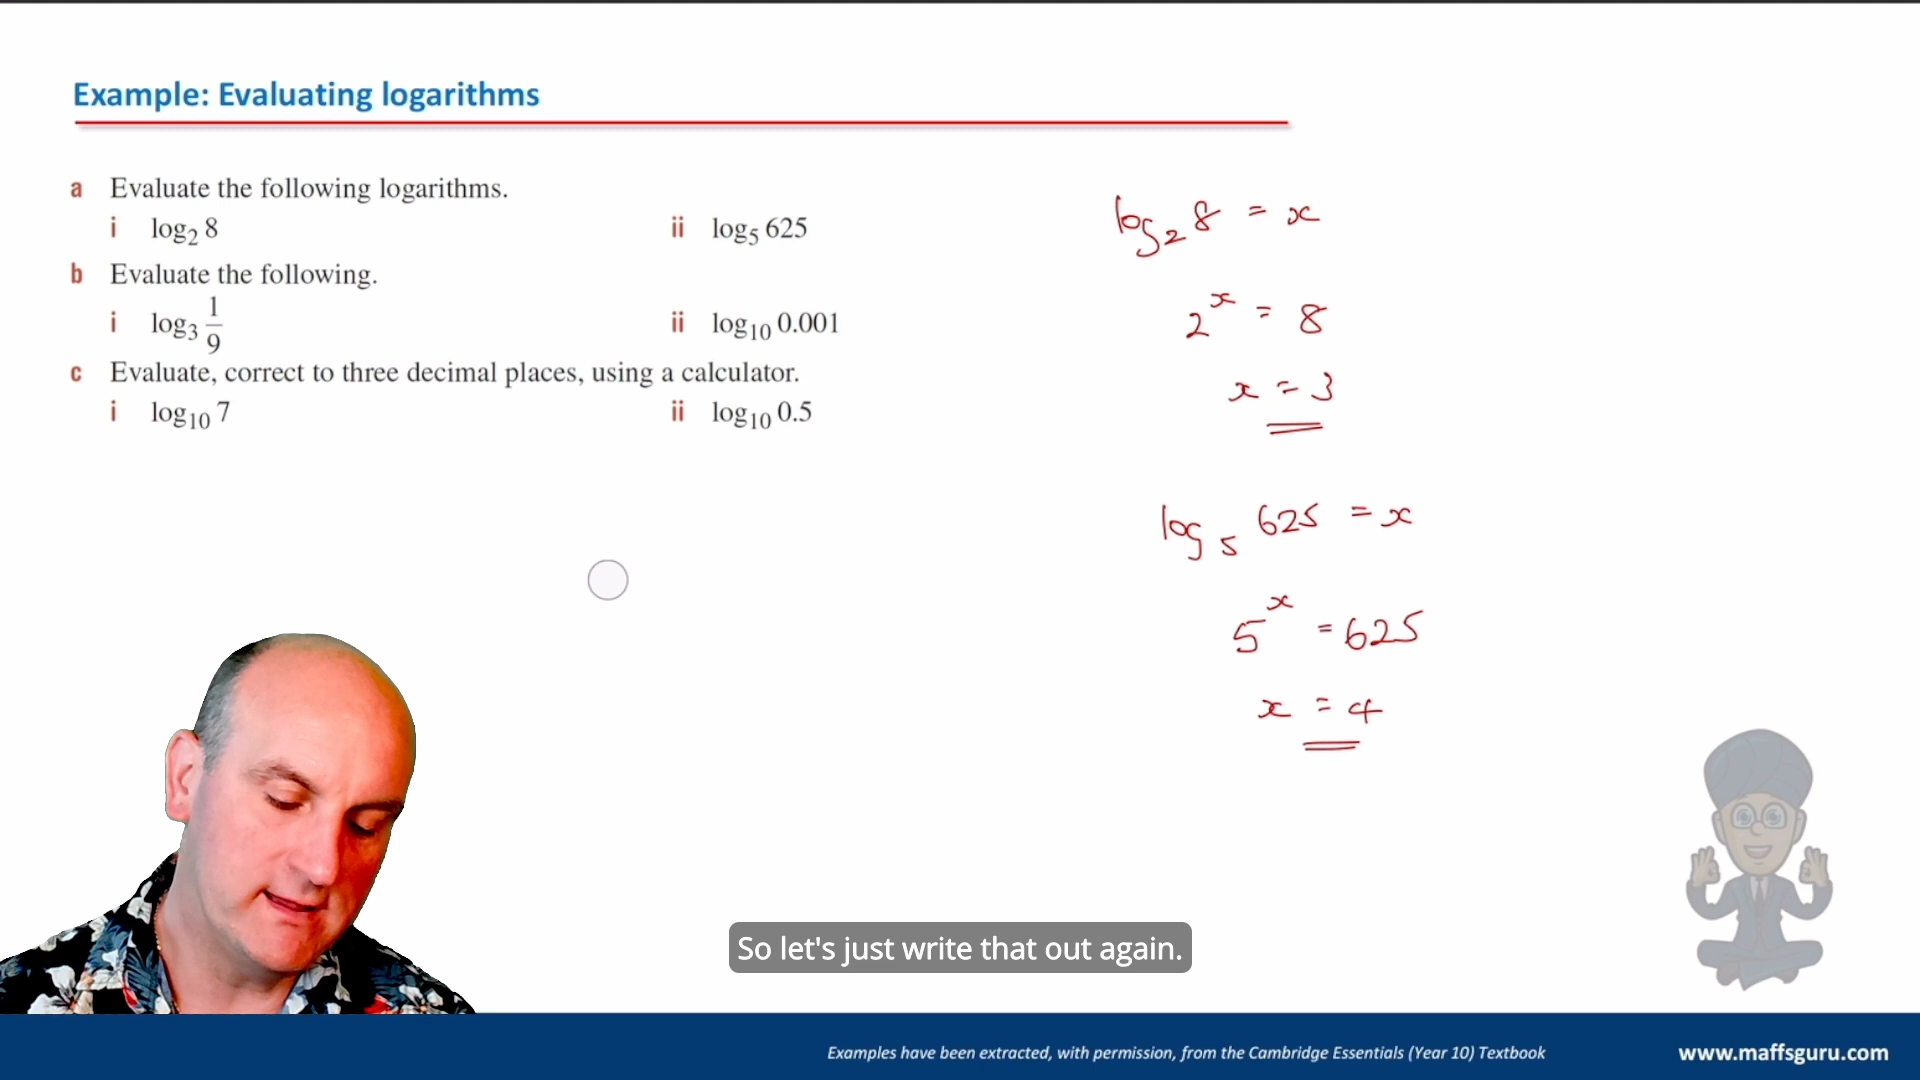 Example: Evaluating logarithms
a Evaluate the following logarithms.
i log₂ 8 ii log₅ 625
b Evaluate the following.
i log₃ 1/9 ii log₁₀ 0.001
c Evaluate, correct to three decimal places, using a calculator.
i log₁₀ 7 ii log₁₀ 0.5
log₂ 8 = x
2ˣ = 8
x = 3
log₅ 625 = x
5ˣ = 625
x = 4
So let's just write that out again.
Examples have been extracted, with permission, from the Cambridge Essentials (Year 10) Textbook
www.maffsguru.com